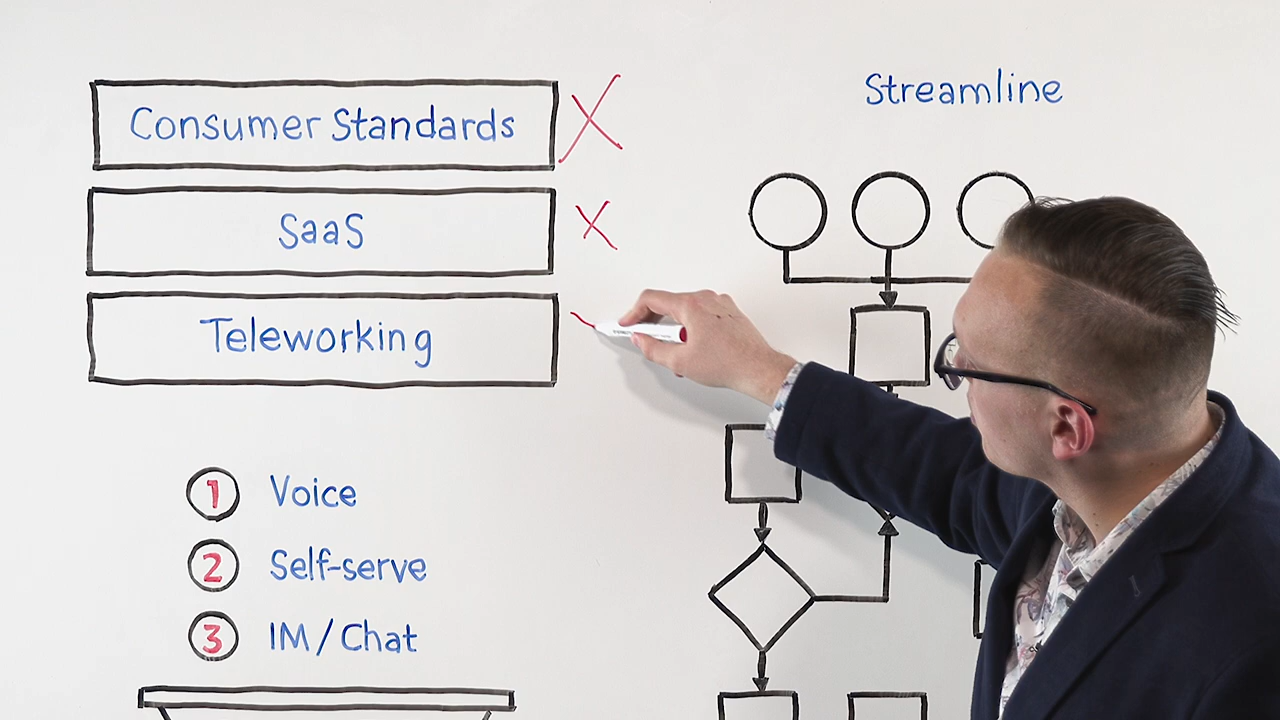 Consumer Standards
SaaS
Teleworking
1 Voice
2 Self-serve
3 IM/Chat
Streamline